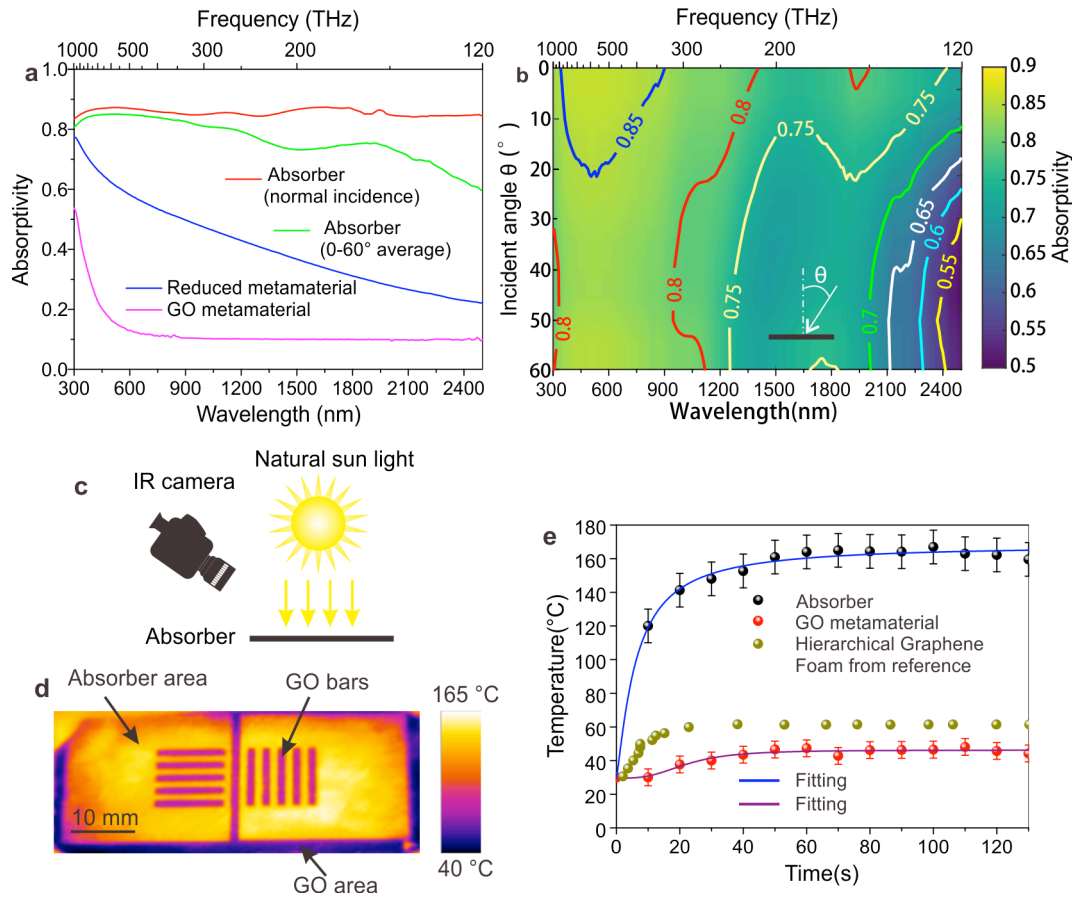 Frequency (THz)
1000 500 300 200 120
a
1.0
0.8
0.6
0.4
0.2
0.0
Absorptivity
Absorber
(normal incidence)
Absorber
(0-60° average)
Reduced metamaterial
GO metamaterial
300 600 900 1200 1500 1800 2100 2400
Wavelength (nm)
Frequency (THz)
1000 500 300 200 120
b
0
10
20
30
40
50
60
Incident angle θ (°)
0.85
0.8
0.8
0.75
0.75
0.8
0.8
0.75
0.65
0.6
0.55
0.7
θ
300 600 900 1200 1500 1800 2100 2400
Wavelength(nm)
0.9
0.85
0.8
0.75
0.7
0.65
0.6
0.55
0.5
Absorptivity
c
Natural sun light
IR camera
Absorber
d
Absorber area
GO bars
165 °C
10 mm
40 °C
GO area
e
180
160
140
120
100
80
60
40
20
0
Temperature(°C)
Absorber
GO metamaterial
Hierarchical Graphene
Foam from reference
Fitting
Fitting
0 20 40 60 80 100 120
Time(s)